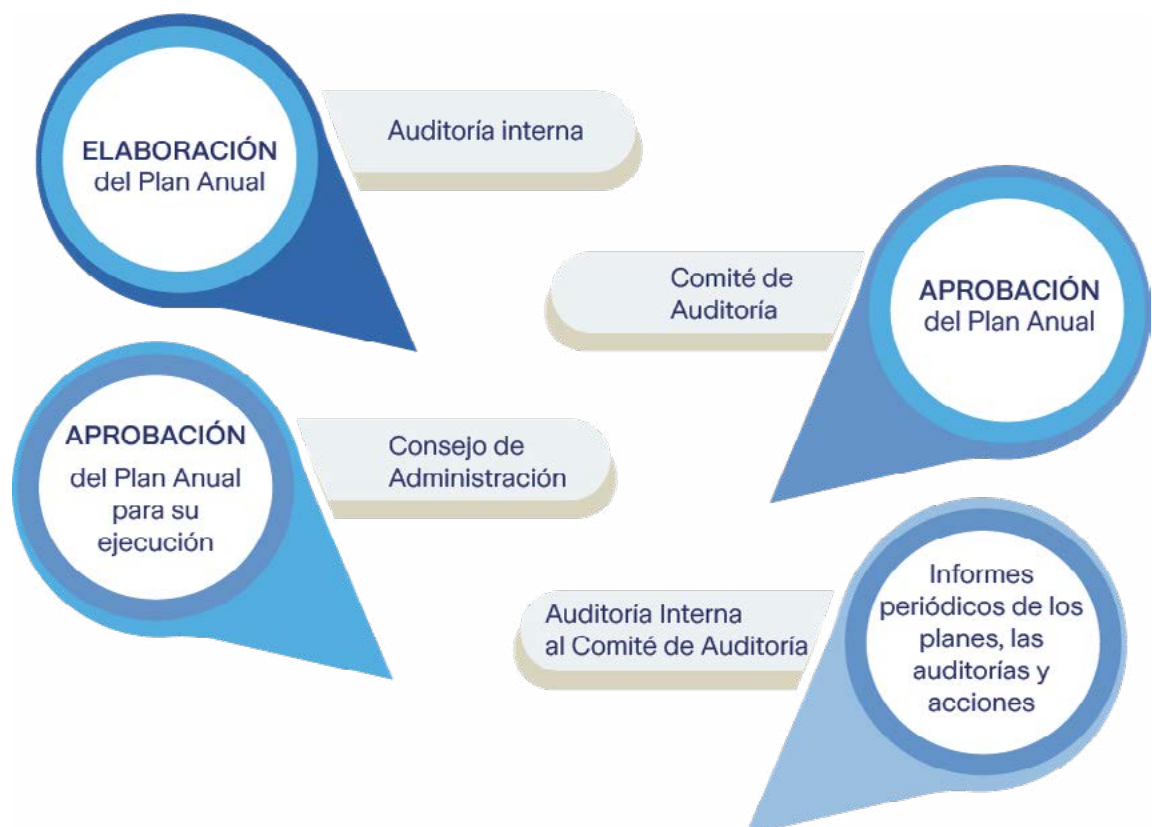 ELABORACIÓN
del Plan Anual
Auditoría interna
Comité de
Auditoría
APROBACIÓN
del Plan Anual
APROBACIÓN
del Plan Anual
para su
ejecución
Consejo de
Administración
Auditoría Interna
al Comité de Auditoría
Informes
periódicos de los
planes, las
auditorías y
acciones